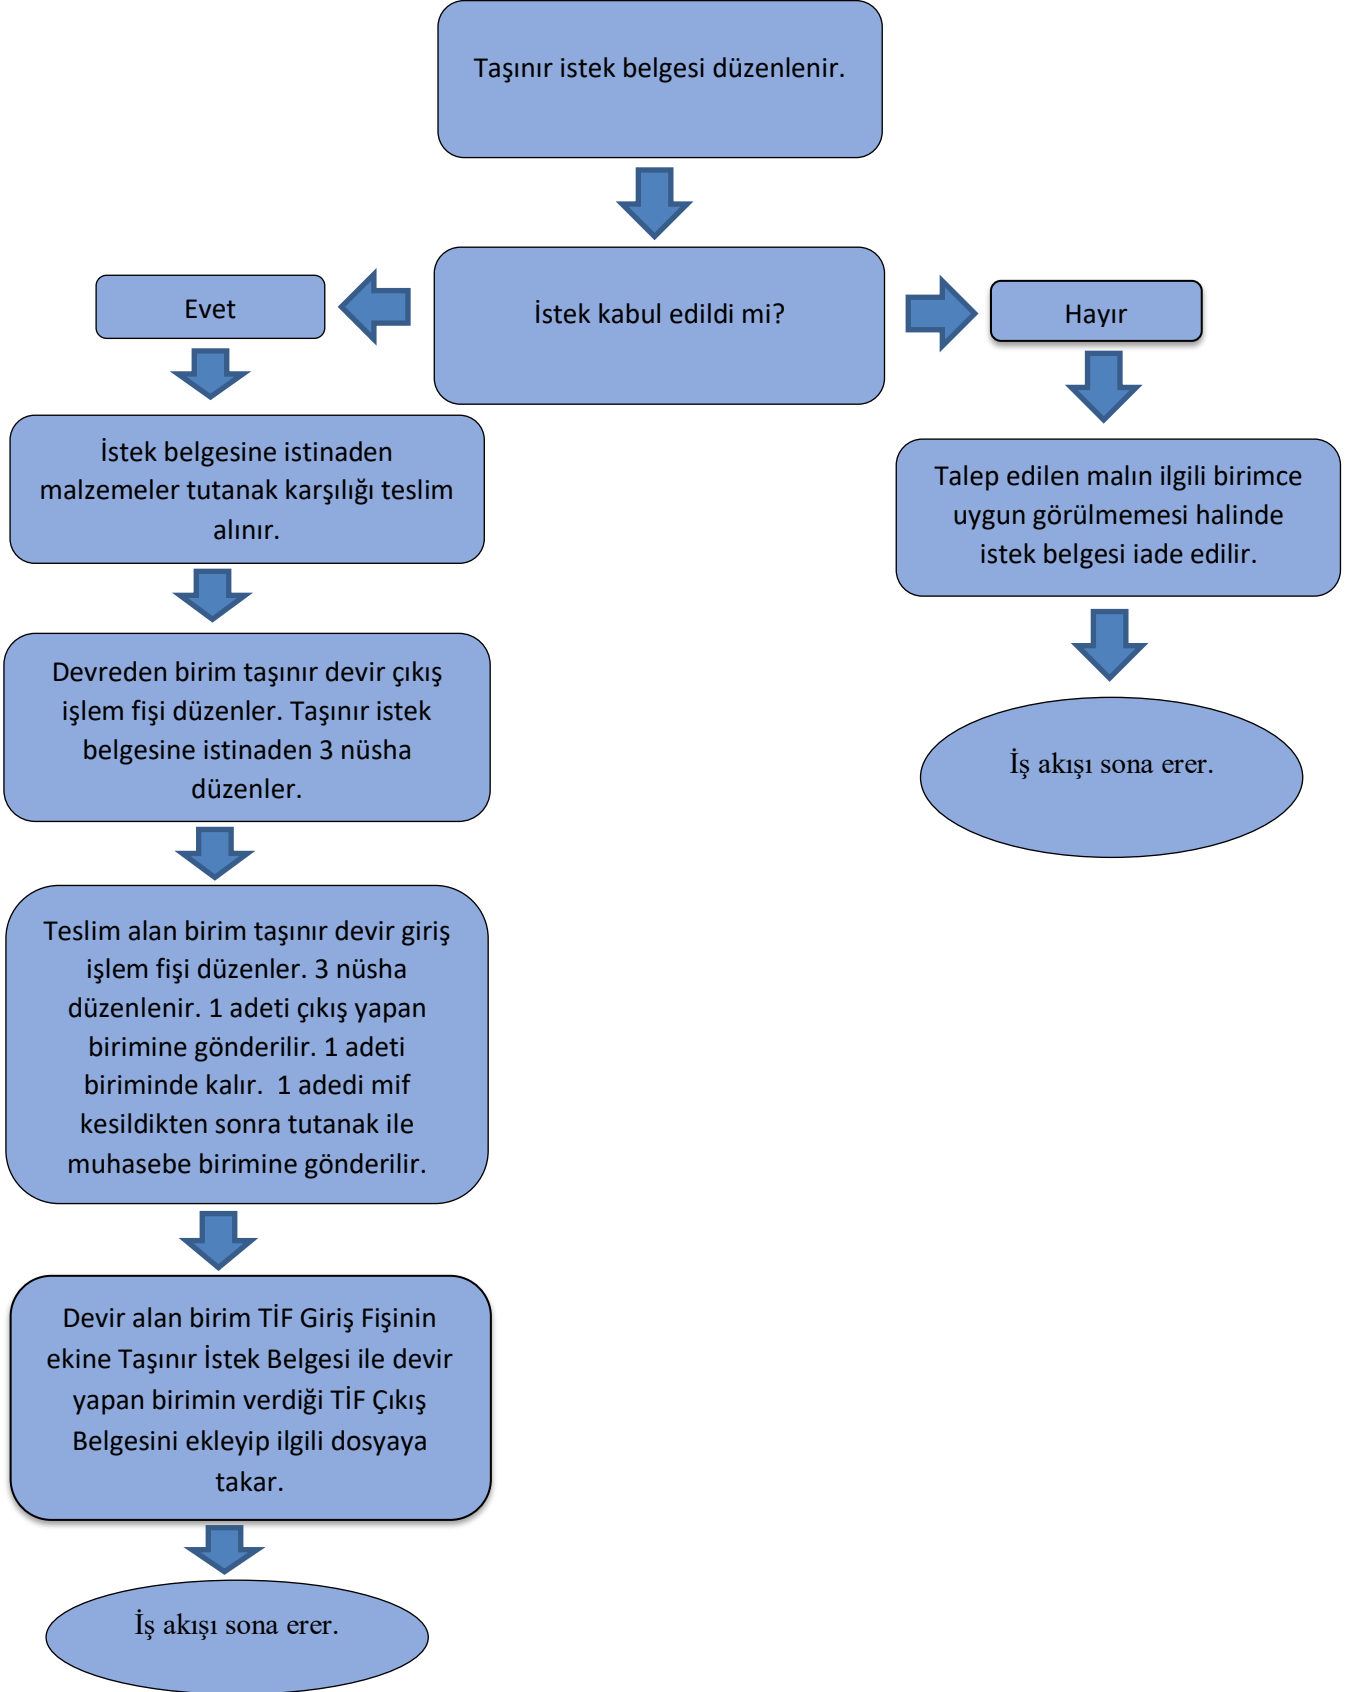 Taşınır istek belgesi düzenlenir.
İstek kabul edildi mi?
Evet
Hayır
İstek belgesine istinaden
malzemeler tutanak karşılığı teslim
alınır.
Talep edilen malın ilgili birimce
uygun görülmemesi halinde
istek belgesi iade edilir.
İş akışı sona erer.
Devreden birim taşınır devir çıkış
işlem fişi düzenler. Taşınır istek
belgesine istinaden 3 nüsha
düzenler.
Teslim alan birim taşınır devir giriş
işlem fişi düzenler. 3 nüsha
düzenlenir. 1 adeti çıkış yapan
birimine gönderilir. 1 adeti
biriminde kalır.  1 adedi mif
kesildikten sonra tutanak ile
muhasebe birimine gönderilir.
Devir alan birim TİF Giriş Fişinin
ekine Taşınır İstek Belgesi ile devir
yapan birimin verdiği TİF Çıkış
Belgesini ekleyip ilgili dosyaya
takar.
İş akışı sona erer.